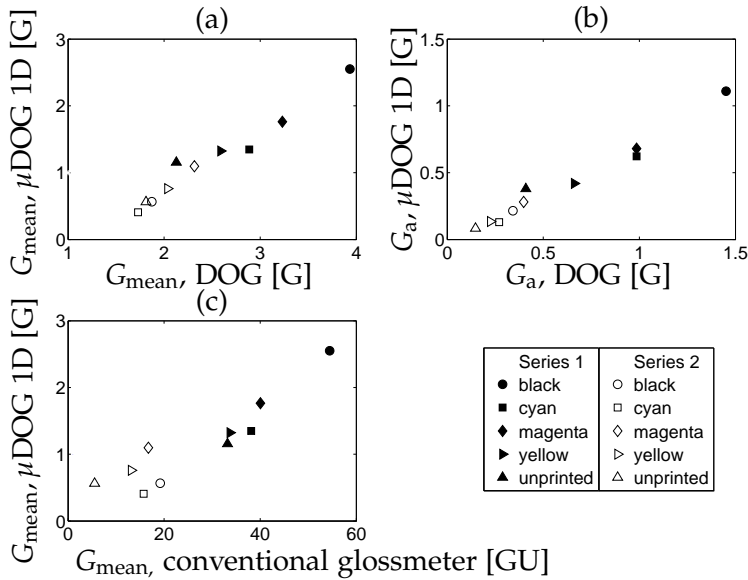 (a)
G_mean, μDOG 1D [G]
3
2
1
0
1 2 3 4
G_mean, DOG [G]
(b)
G_a, μDOG 1D [G]
1.5
1
0.5
0
0 0.5 1 1.5
G_a, DOG [G]
(c)
G_mean, μDOG 1D [G]
3
2
1
0
0 20 40 60
G_mean, conventional glossmeter [GU]
Series 1 Series 2
black black
cyan cyan
magenta magenta
yellow yellow
unprinted unprinted